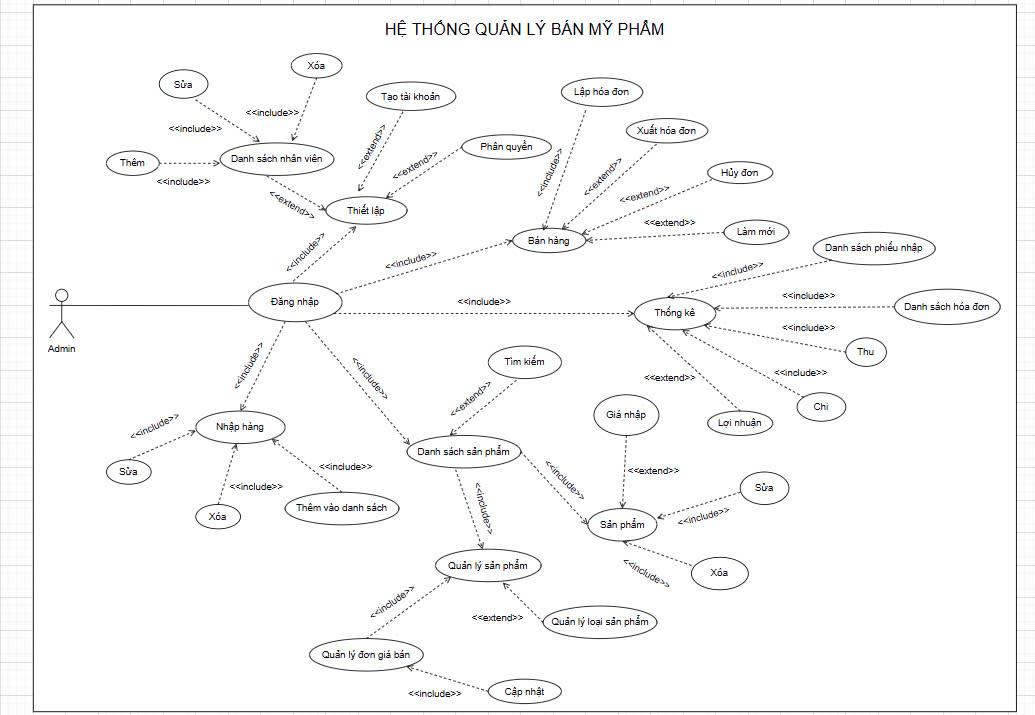 HỆ THỐNG QUẢN LÝ BÁN MỸ PHẨM
Xóa
Sửa
Tạo tài khoản
Lập hóa đơn
<<include>>
<<include>>
Xuất hóa đơn
<<extend>>
Phân quyền
Thêm
Danh sách nhân viên
<<extend>>
<<include>>
<<extend>>
Hủy đơn
<<include>>
<<extend>>
<<extend>>
Thiết lập
<<extend>>
Làm mới
Bán hàng
<<include>>
Danh sách phiếu nhập
<<include>>
<<include>>
Đăng nhập
<<include>>
<<include>>
Danh sách hóa đơn
Thống kê
<<include>>
Admin
Thu
<<include>>
<<include>>
Tìm kiếm
<<include>>
<<extend>>
<<extend>>
Chi
Giá nhập
Lợi nhuận
<<include>>
Nhập hàng
Danh sách sản phẩm
<<include>>
Sửa
<<include>>
<<extend>>
<<include>>
<<include>>
Sửa
Thêm vào danh sách
<<include>>
Xóa
<<include>>
Sản phẩm
Quản lý sản phẩm
<<include>>
Xóa
<<include>>
<<extend>>
Quản lý loại sản phẩm
Quản lý đơn giá bán
<<include>>
Cập nhật